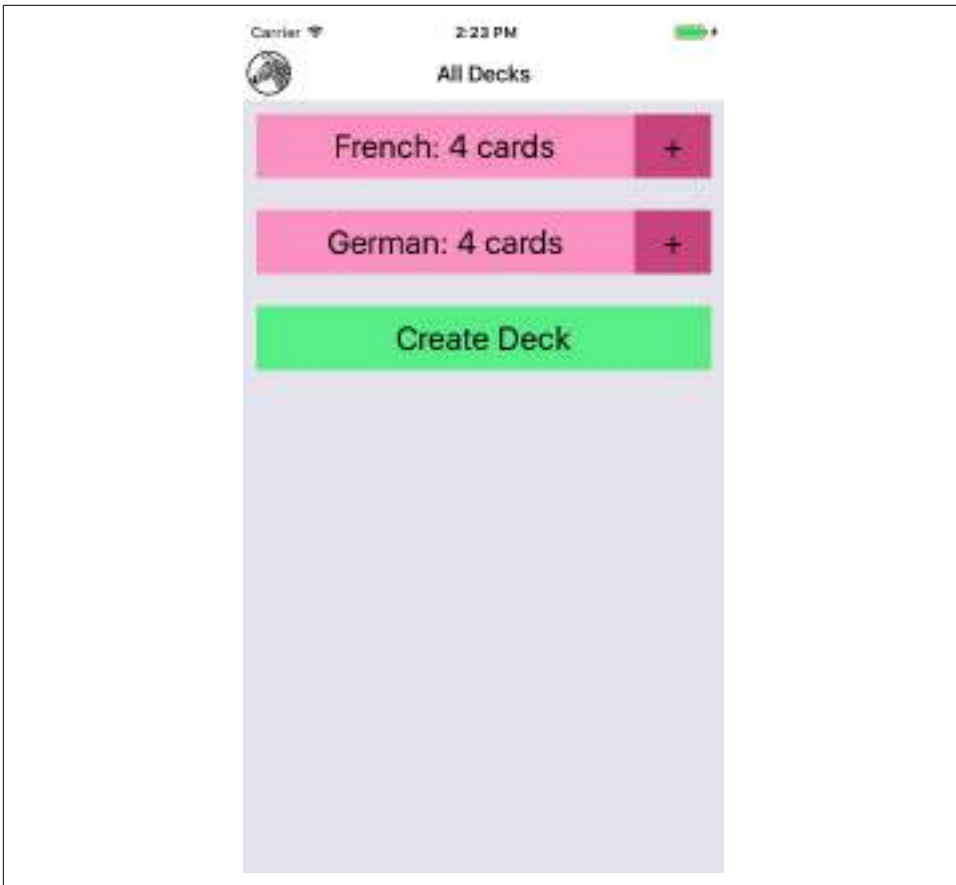 Carrier 2:23 PM
All Decks
French: 4 cards +
German: 4 cards +
Create Deck